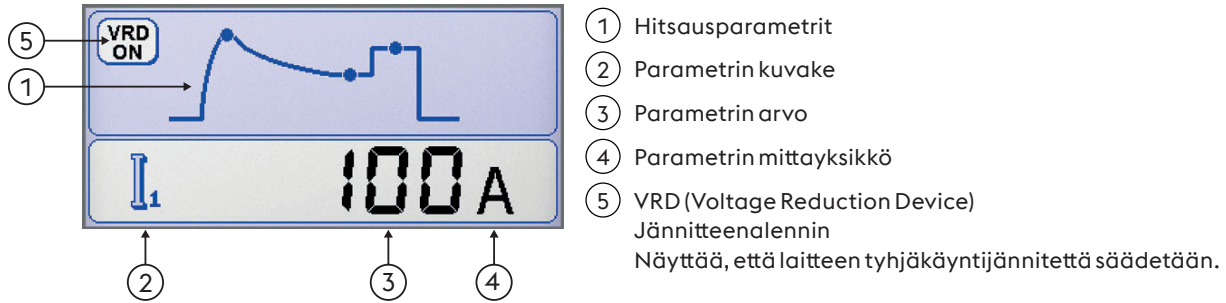 5
VRD
ON
1
I1
100 A
2
3
4
1 Hitsausparametrit
2 Parametrin kuvake
3 Parametrin arvo
4 Parametrin mittayksikkö
5 VRD (Voltage Reduction Device)
Jännitteenalennin
Näyttää, että laitteen tyhjäkäyntijännitettä säädetään.